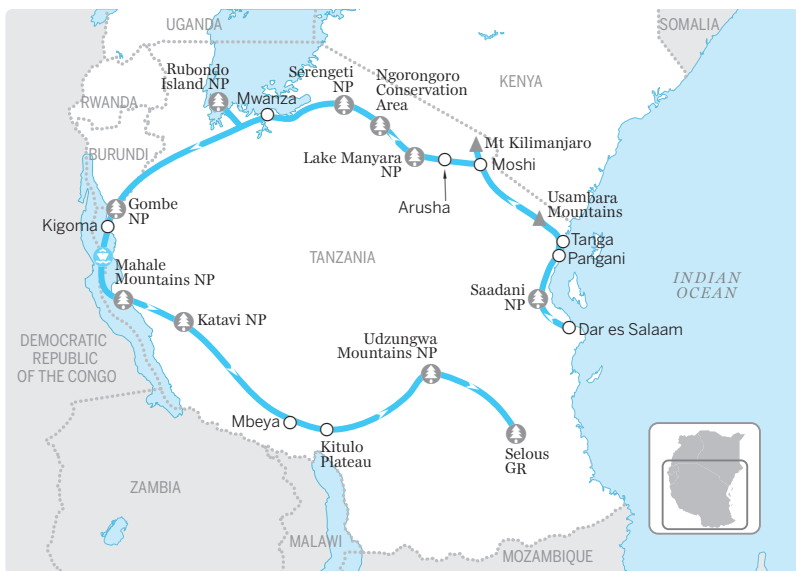 UGANDA
SOMALIA
Rubondo
Island NP
Serengeti
NP
Ngorongoro
Conservation
Area
KENYA
RWANDA
Mwanza
Mt Kilimanjaro
BURUNDI
Lake Manyara
NP
Moshi
Arusha
Usambara
Mountains
Gombe
NP
Kigoma
Tanga
Pangani
TANZANIA
Mahale
Mountains NP
INDIAN
OCEAN
Saadani
NP
Katavi NP
Dar es Salaam
DEMOCRATIC
REPUBLIC
OF THE CONGO
Udzungwa
Mountains NP
Mbeya
Kitulo
Plateau
Selous
GR
ZAMBIA
MALAWI
MOZAMBIQUE